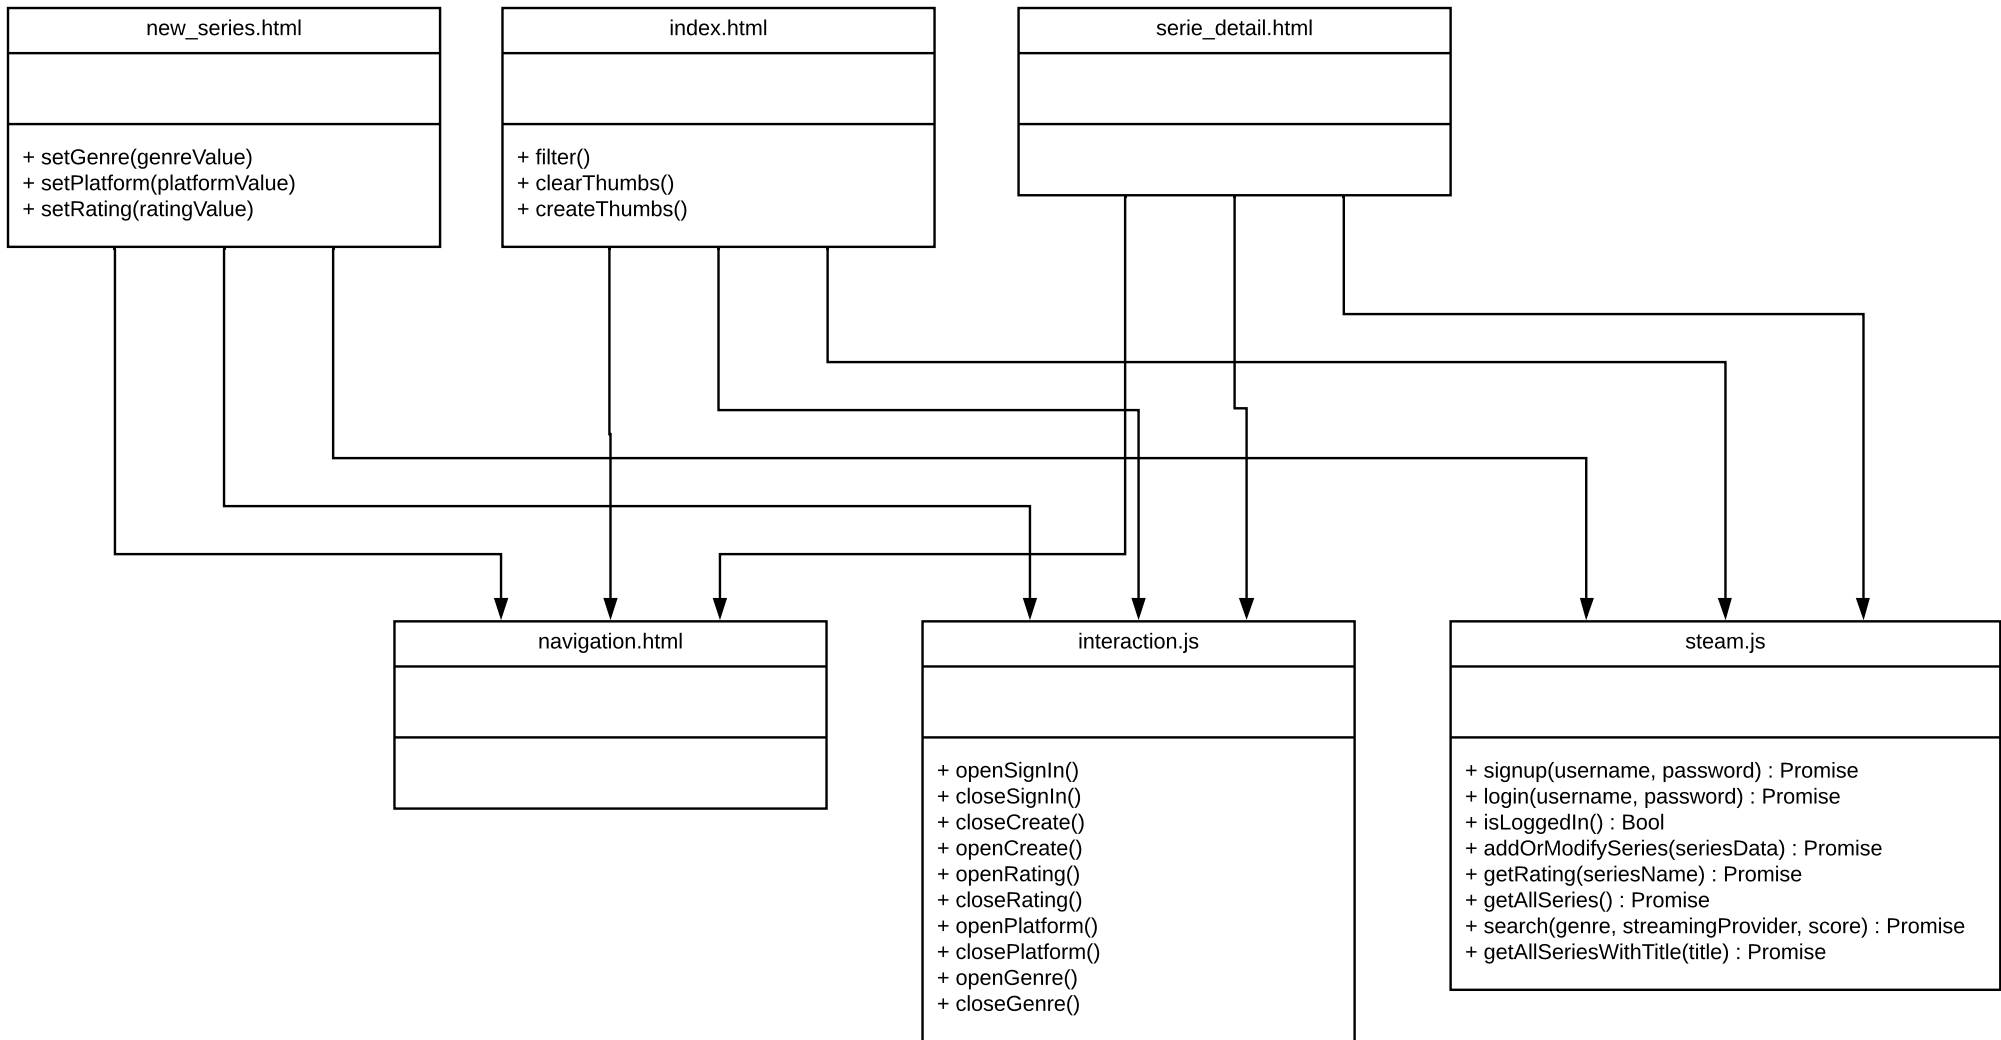 new_series.html
+ setGenre(genreValue)
+ setPlatform(platformValue)
+ setRating(ratingValue)
index.html
+ filter()
+ clearThumbs()
+ createThumbs()
serie_detail.html
navigation.html
interaction.js
+ openSignIn()
+ closeSignIn()
+ closeCreate()
+ openCreate()
+ openRating()
+ closeRating()
+ openPlatform()
+ closePlatform()
+ openGenre()
+ closeGenre()
steam.js
+ signup(username, password) : Promise
+ login(username, password) : Promise
+ isLoggedIn() : Bool
+ addOrModifySeries(seriesData) : Promise
+ getRating(seriesName) : Promise
+ getAllSeries() : Promise
+ search(genre, streamingProvider, score) : Promise
+ getAllSeriesWithTitle(title) : Promise